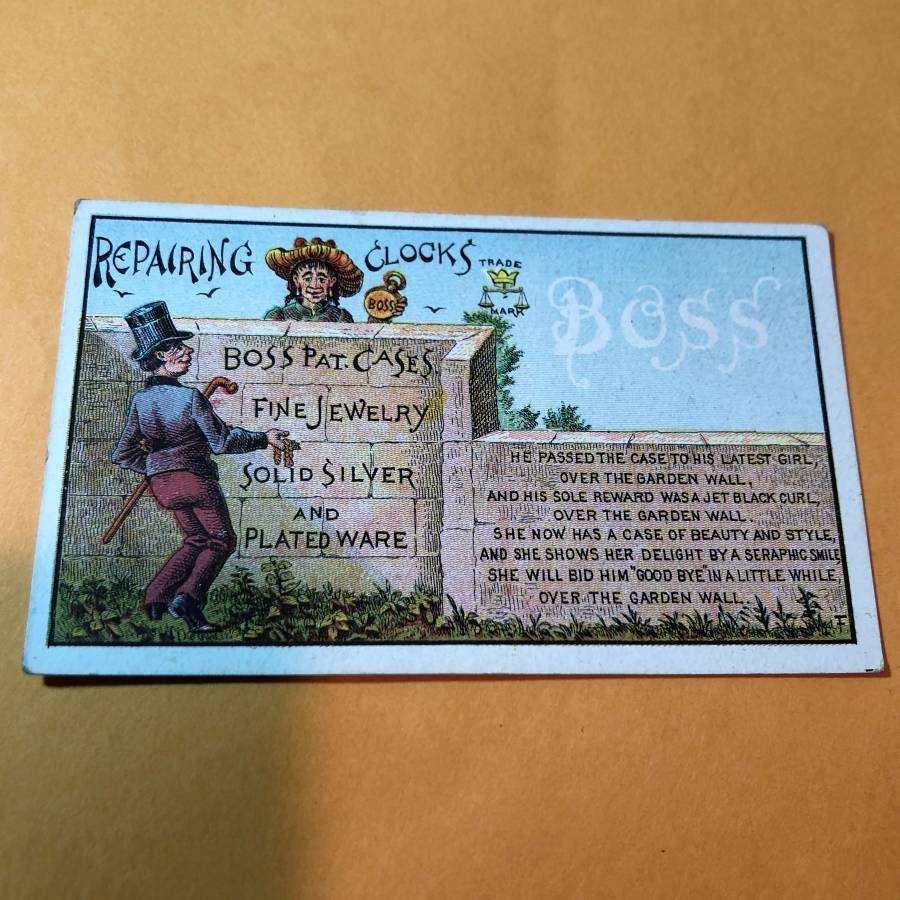 REPAIRING CLOCKS
BOSS
TRADE
MARK
BOSS
BOSS PAT. CASES
FINE JEWELRY
SOLID SILVER
AND
PLATED WARE
HE PASSED THE CASE TO HIS LATEST GIRL,
OVER THE GARDEN WALL,
AND HIS SOLE REWARD WAS A JET BLACK CURL,
OVER THE GARDEN WALL.
SHE NOW HAS A CASE OF BEAUTY AND STYLE,
AND SHE SHOWS HER DELIGHT BY A SERAPHIC SMILE,
SHE WILL BID HIM "GOOD BYE" IN A LITTLE WHILE,
OVER THE GARDEN WALL.